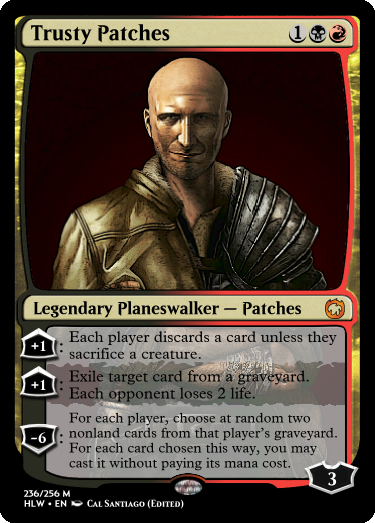 Trusty Patches 1
Legendary Planeswalker — Patches
+1 : Each player discards a card unless they
sacrifice a creature.
+1 : Exile target card from a graveyard.
Each opponent loses 2 life.
For each player, choose at random two
nonland cards from that player's graveyard.
-6 : For each card chosen this way, you may
cast it without paying its mana cost.
3
236/256 M
HLW • EN Cal Santiago (Edited)